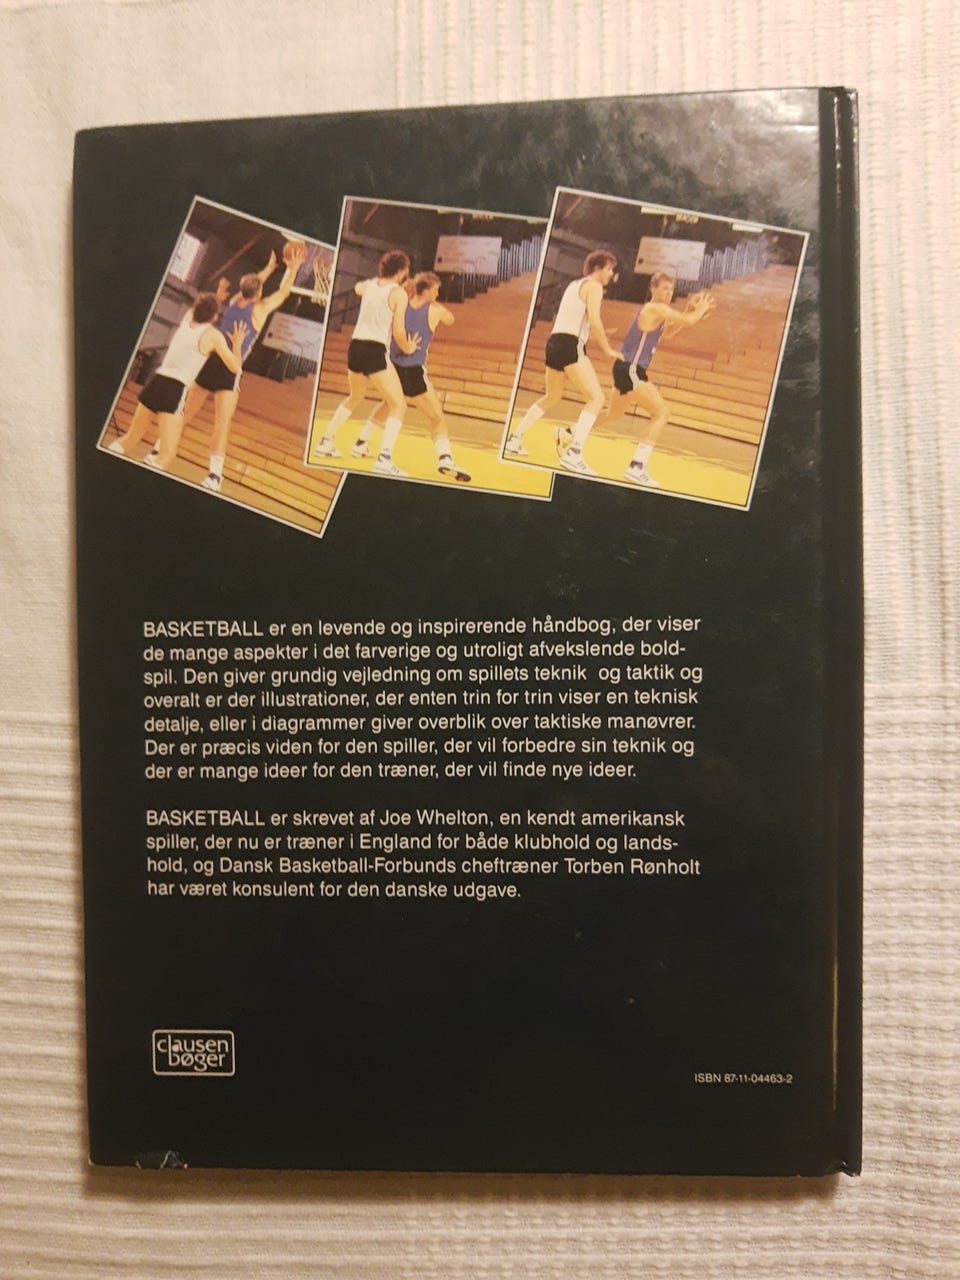 BASKETBALL er en levende og inspirerende håndbog, der viser
de mange aspekter i det farverige og utroligt afvekslende bold-
spil. Den giver grundig vejledning om spillets teknik og taktik og
overalt er der illustrationer, der enten trin for trin viser en teknisk
detalje, eller i diagrammer giver overblik over taktiske manøvrer.
Der er præcis viden for den spiller, der vil forbedre sin teknik og
der er mange ideer for den træner, der vil finde nye ideer.
BASKETBALL er skrevet af Joe Whelton, en kendt amerikansk
spiller, der nu er træner i England for både klubhold og lands-
hold, og Dansk Basketball-Forbunds cheftræner Torben Rønholt
har været konsulent for den danske udgave.
clausen
bøger
ISBN 87-11-04463-2